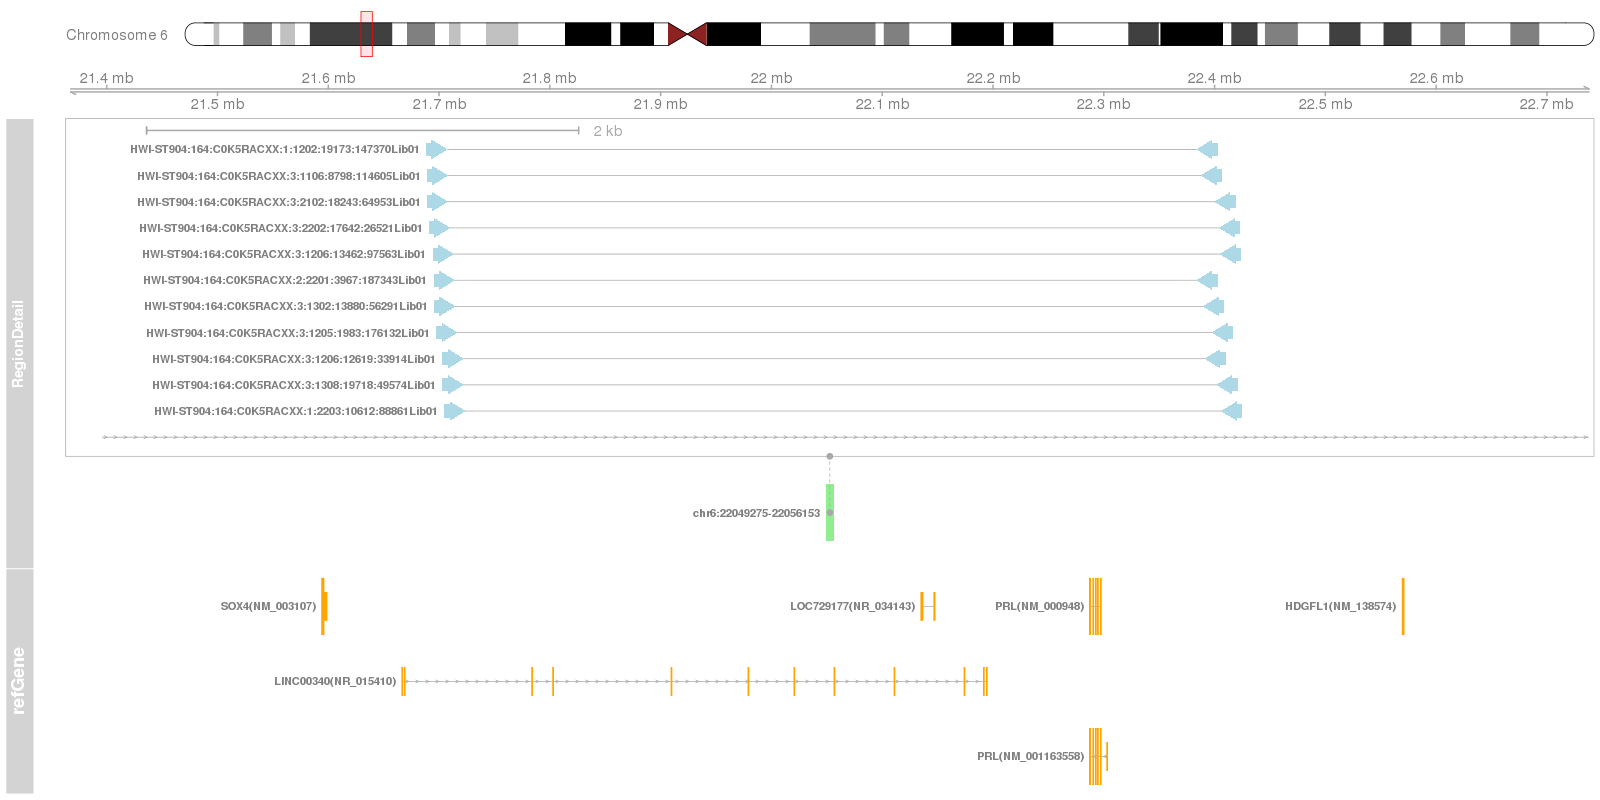 Chromosome 6
21.4 mb 21.6 mb 21.8 mb 22 mb 22.2 mb 22.4 mb 22.6 mb
21.5 mb 21.7 mb 21.9 mb 22.1 mb 22.3 mb 22.5 mb 22.7 mb
2 kb
HWI-ST904:164:C0K5RACXX:1:1202:19173:147370Lib01
HWI-ST904:164:C0K5RACXX:3:1106:8798:114605Lib01
HWI-ST904:164:C0K5RACXX:3:2102:18243:64953Lib01
HWI-ST904:164:C0K5RACXX:3:2202:17642:26521Lib01
HWI-ST904:164:C0K5RACXX:3:1206:13462:97563Lib01
HWI-ST904:164:C0K5RACXX:2:2201:3967:187343Lib01
HWI-ST904:164:C0K5RACXX:3:1302:13880:56291Lib01
HWI-ST904:164:C0K5RACXX:3:1205:1983:176132Lib01
HWI-ST904:164:C0K5RACXX:3:1206:12619:33914Lib01
HWI-ST904:164:C0K5RACXX:3:1308:19718:49574Lib01
HWI-ST904:164:C0K5RACXX:1:2203:10612:88861Lib01
RegionDetail
chr6:22049275-22056153
SOX4(NM_003107) LOC729177(NR_034143) PRL(NM_000948) HDGFL1(NM_138574)
LINC00340(NR_015410)
refGene
PRL(NM_001163558)